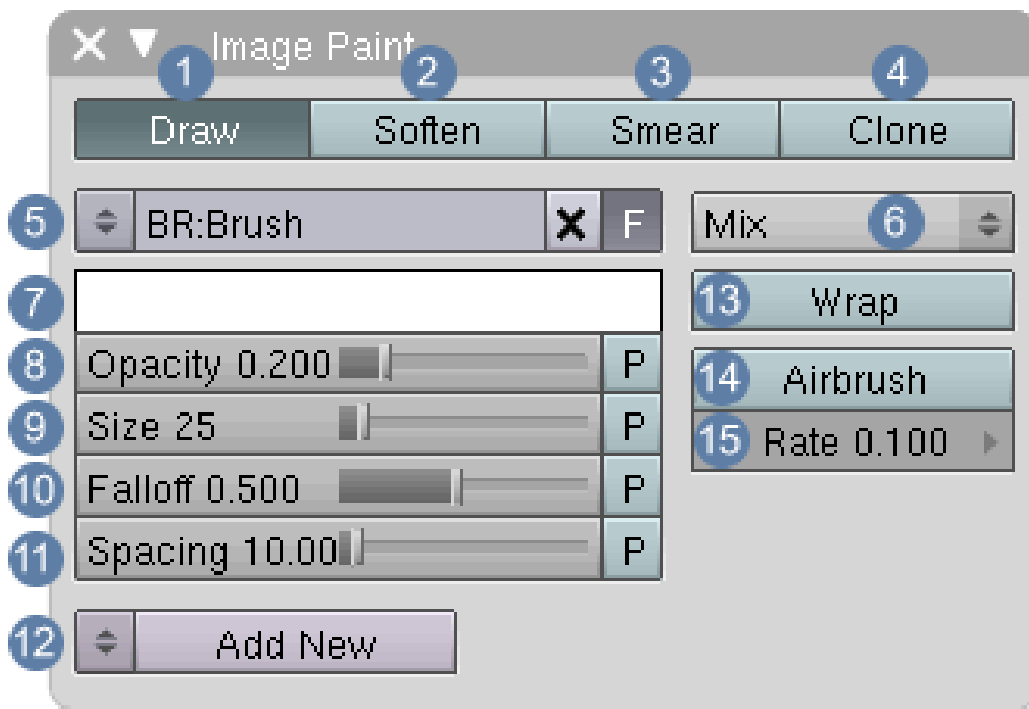 Image Paint
1 2 3 4
Draw Soften Smear Clone
5 BR:Brush X F Mix 6
7 13 Wrap
8 Opacity 0.200 P 14 Airbrush
9 Size 25 P 15 Rate 0.100
10 Falloff 0.500 P
11 Spacing 10.00 P
12 Add New